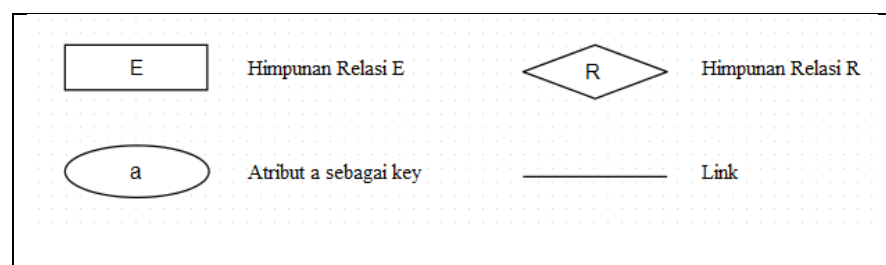 E Himpunan Relasi E R Himpunan Relasi R
a Atribut a sebagai key Link